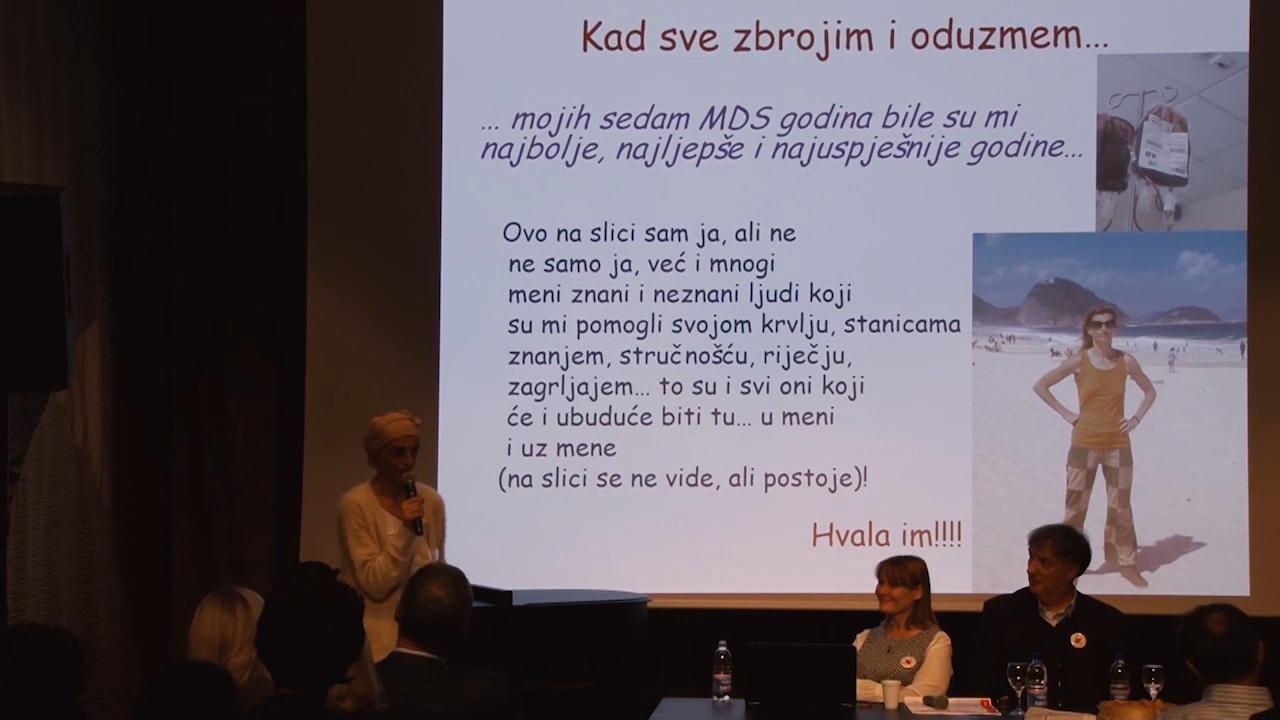 Kad sve zbrojim i oduzmem...
... mojih sedam MDS godina bile su mi
najbolje, najljepše i najuspješnije godine...
Ovo na slici sam ja, ali ne
ne samo ja, već i mnogi
meni znani i neznani ljudi koji
su mi pomogli svojom krvlju, stanicama
znanjem, stručnošću, riječju,
zagrljajem... to su i svi oni koji
će i ubuduće biti tu... u meni
i uz mene
(na slici se ne vide, ali postoje)!
Hvala im!!!!